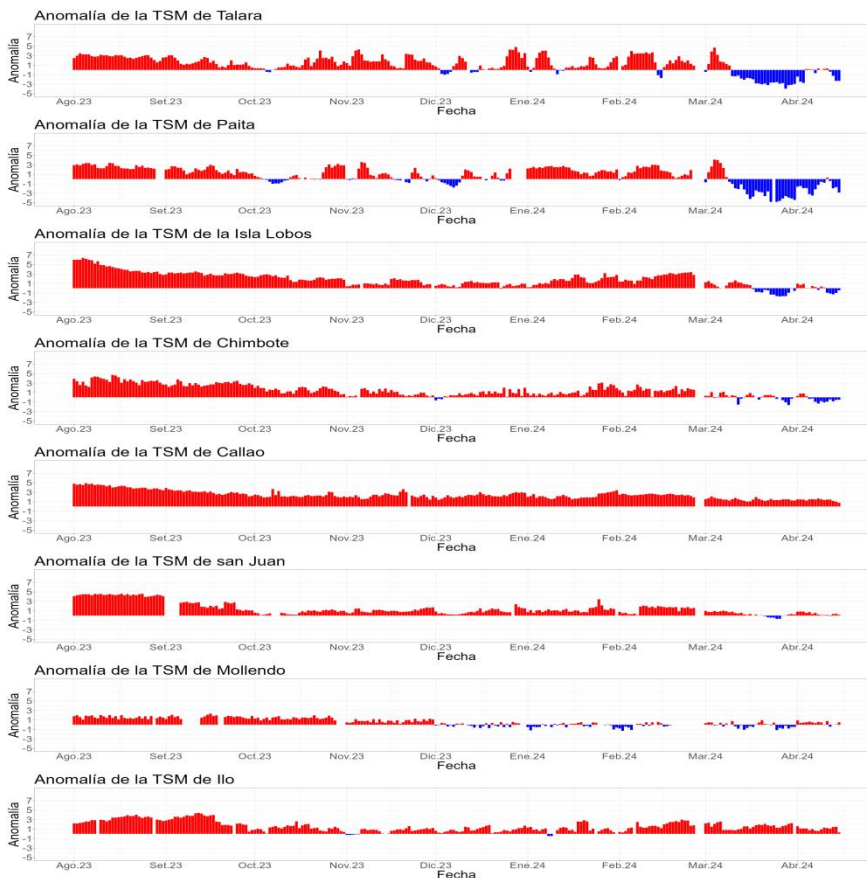 Anomalía de la TSM de Talara
Anomalía
7
5
3
1
-1
-3
-5
Ago.23 Set.23 Oct.23 Nov.23 Dic.23 Ene.24 Feb.24 Mar.24 Abr.24
Fecha
Anomalía de la TSM de Paita
Anomalía
7
5
3
1
-1
-3
-5
Ago.23 Set.23 Oct.23 Nov.23 Dic.23 Ene.24 Feb.24 Mar.24 Abr.24
Fecha
Anomalía de la TSM de la Isla Lobos
Anomalía
7
5
3
1
-1
-3
-5
Ago.23 Set.23 Oct.23 Nov.23 Dic.23 Ene.24 Feb.24 Mar.24 Abr.24
Fecha
Anomalía de la TSM de Chimbote
Anomalía
7
5
3
1
-1
-3
-5
Ago.23 Set.23 Oct.23 Nov.23 Dic.23 Ene.24 Feb.24 Mar.24 Abr.24
Fecha
Anomalía de la TSM de Callao
Anomalía
7
5
3
1
-1
-3
-5
Ago.23 Set.23 Oct.23 Nov.23 Dic.23 Ene.24 Feb.24 Mar.24 Abr.24
Fecha
Anomalía de la TSM de san Juan
Anomalía
7
5
3
1
-1
-3
-5
Ago.23 Set.23 Oct.23 Nov.23 Dic.23 Ene.24 Feb.24 Mar.24 Abr.24
Fecha
Anomalía de la TSM de Mollendo
Anomalía
7
5
3
1
-1
-3
-5
Ago.23 Set.23 Oct.23 Nov.23 Dic.23 Ene.24 Feb.24 Mar.24 Abr.24
Fecha
Anomalía de la TSM de Ilo
Anomalía
7
5
3
1
-1
-3
-5
Ago.23 Set.23 Oct.23 Nov.23 Dic.23 Ene.24 Feb.24 Mar.24 Abr.24
Fecha